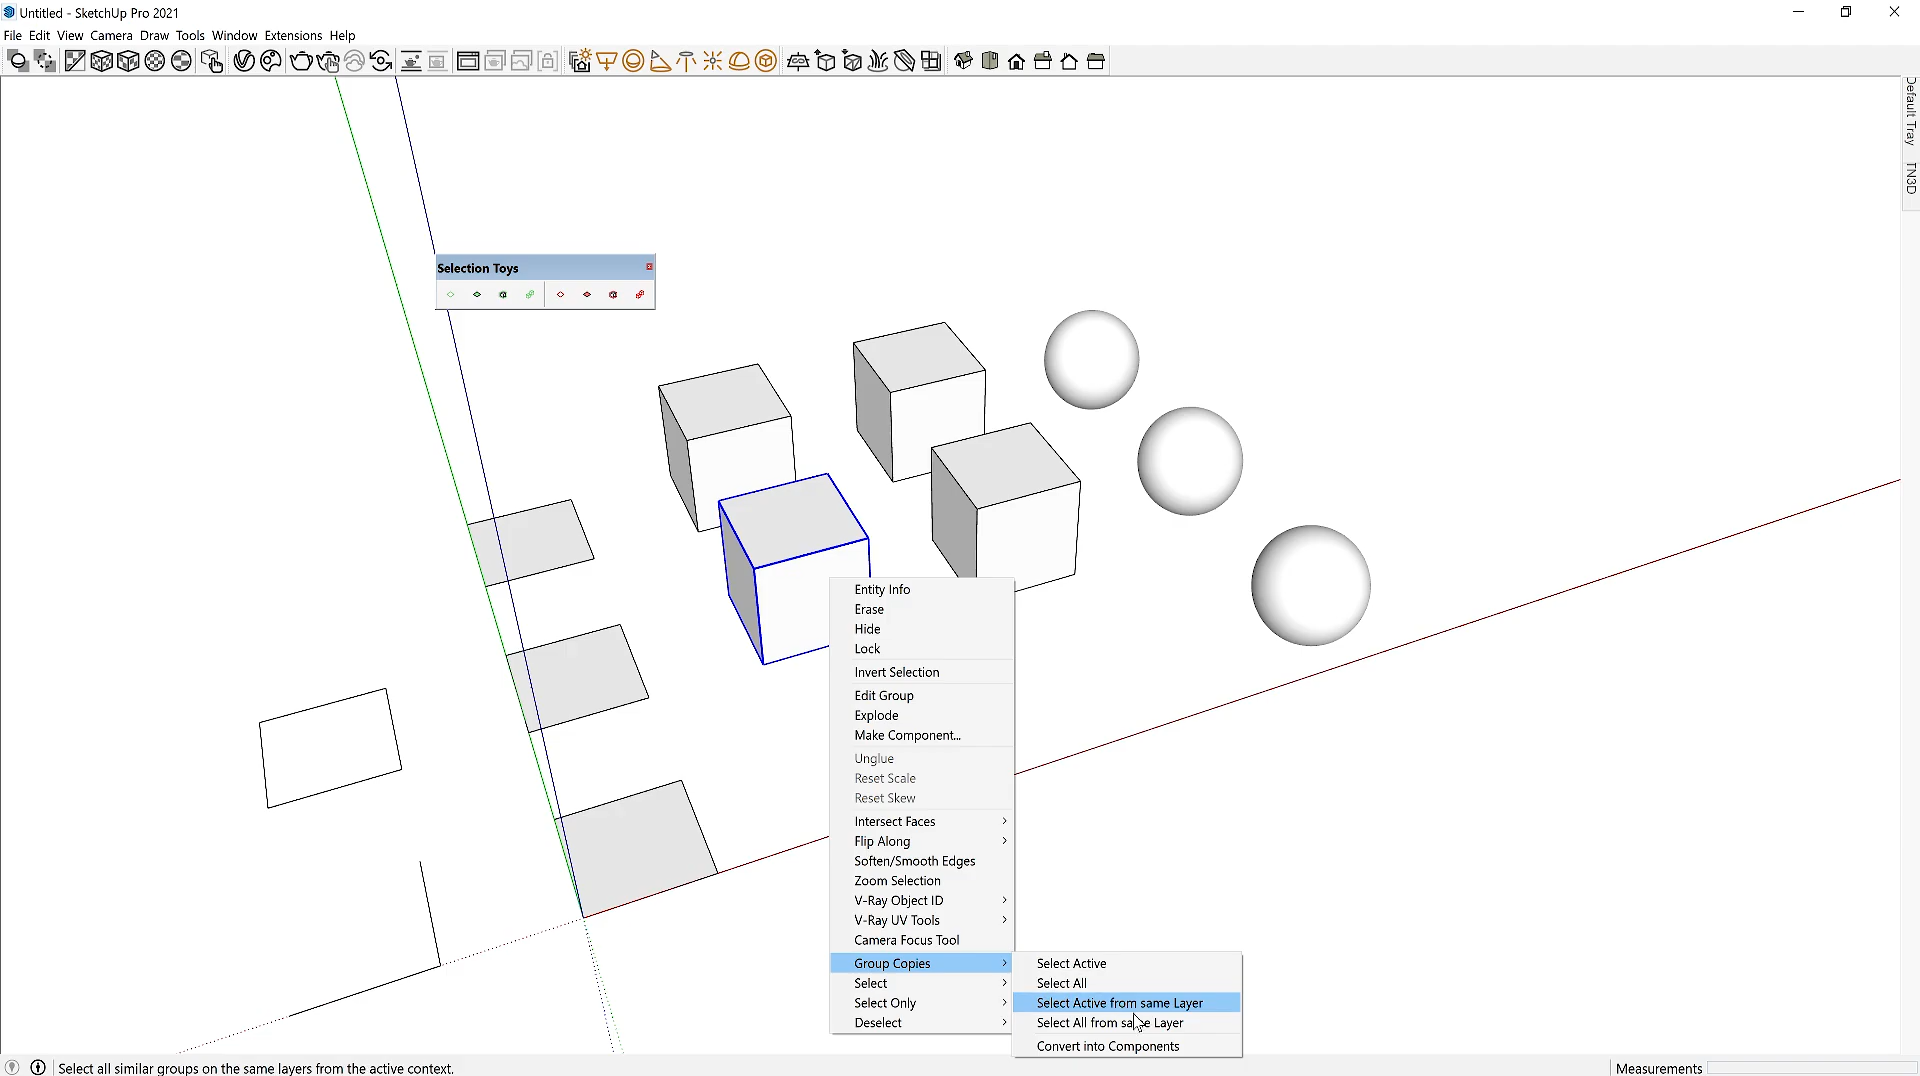 Untitled - SketchUp Pro 2021
File Edit View Camera Draw Tools Window Extensions Help
Default Tray
TN3D
Selection Toys
Entity Info
Erase
Hide
Lock
Invert Selection
Edit Group
Explode
Make Component...
Unglue
Reset Scale
Reset Skew
Intersect Faces
Flip Along
Soften/Smooth Edges
Zoom Selection
V-Ray Object ID
V-Ray UV Tools
Camera Focus Tool
Group Copies
Select
Select Only
Deselect
Select Active
Select All
Select Active from same Layer
Select All from same Layer
Convert into Components
Select all similar groups on the same layers from the active context.
Measurements